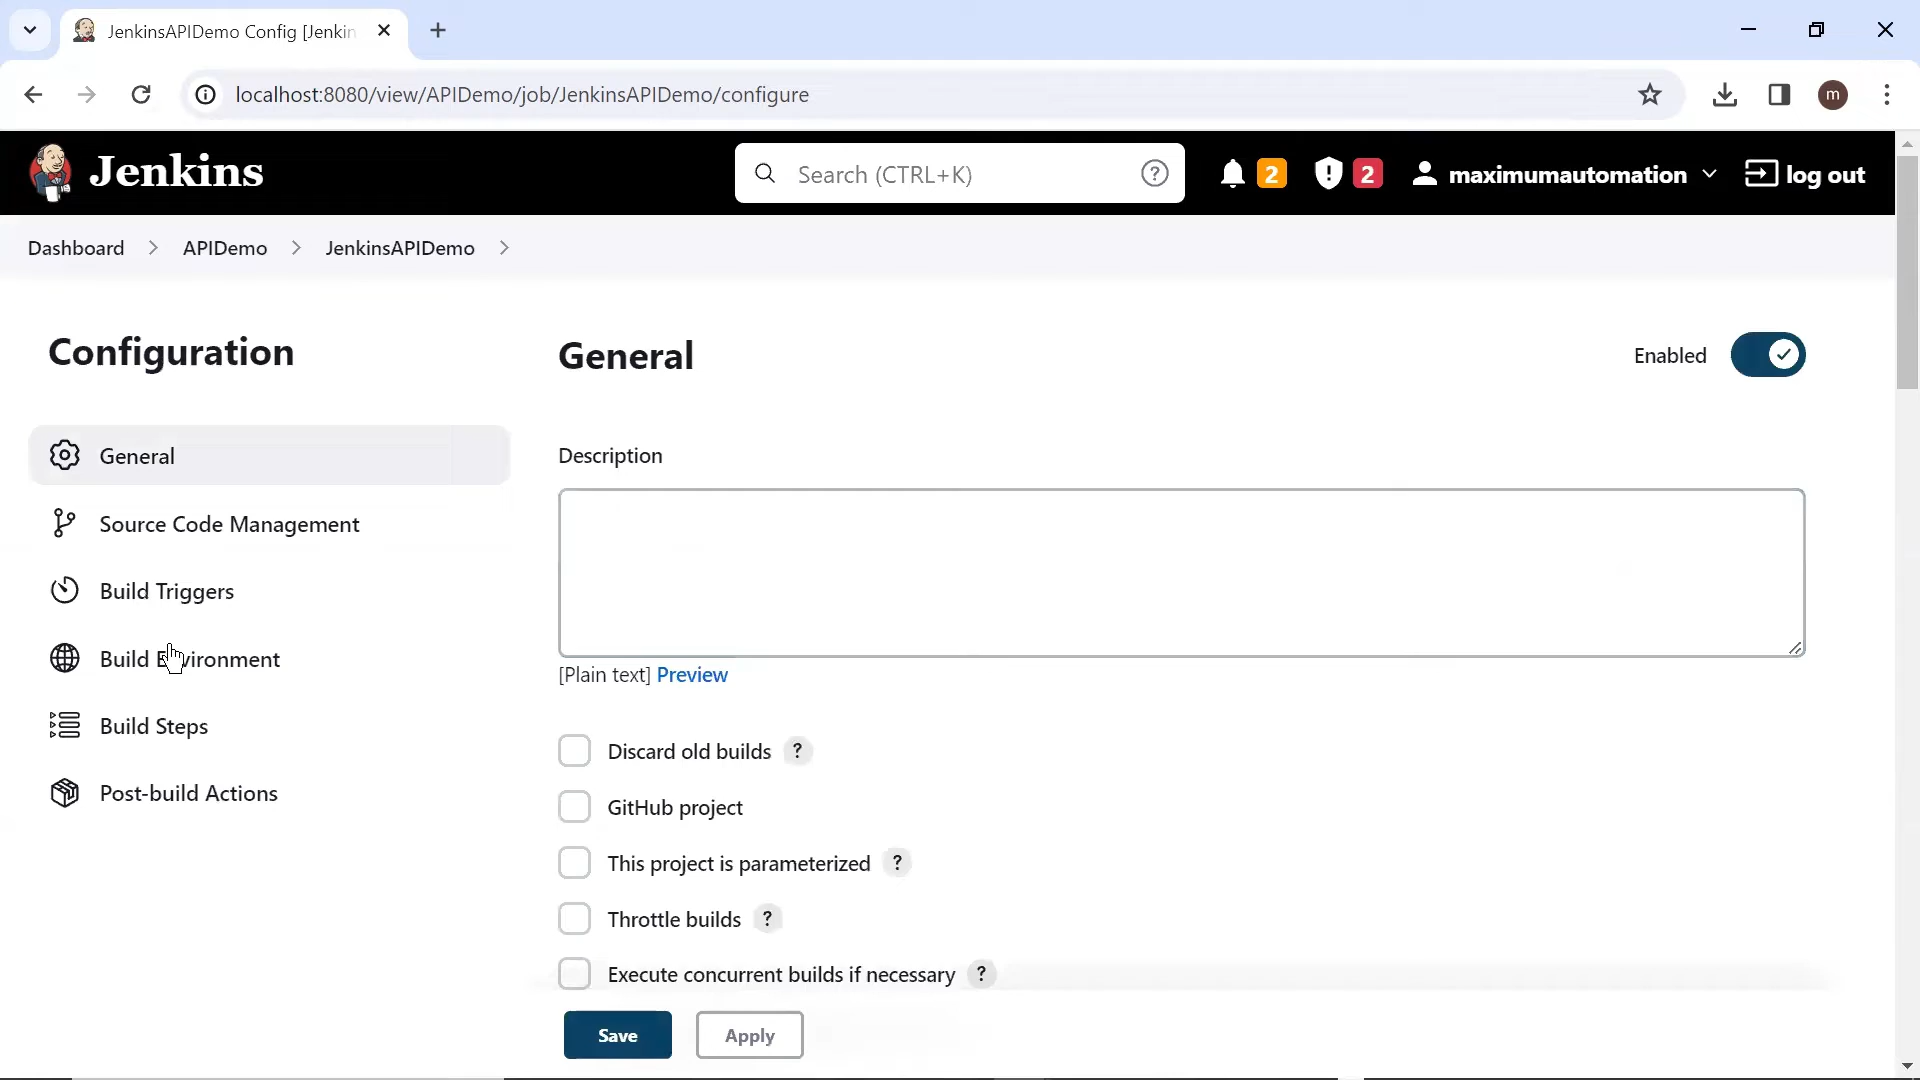 JenkinsAPIDemo Config [Jenkin
localhost:8080/view/APIDemo/job/JenkinsAPIDemo/configure
m
Jenkins
Search (CTRL+K)
?
2
2
maximumautomation
log out
Dashboard
APIDemo
JenkinsAPIDemo
Configuration
General
Source Code Management
Build Triggers
Build Environment
Build Steps
Post-build Actions
General
Enabled
Description
[Plain text] Preview
Discard old builds ?
GitHub project
This project is parameterized ?
Throttle builds ?
Execute concurrent builds if necessary ?
Save
Apply